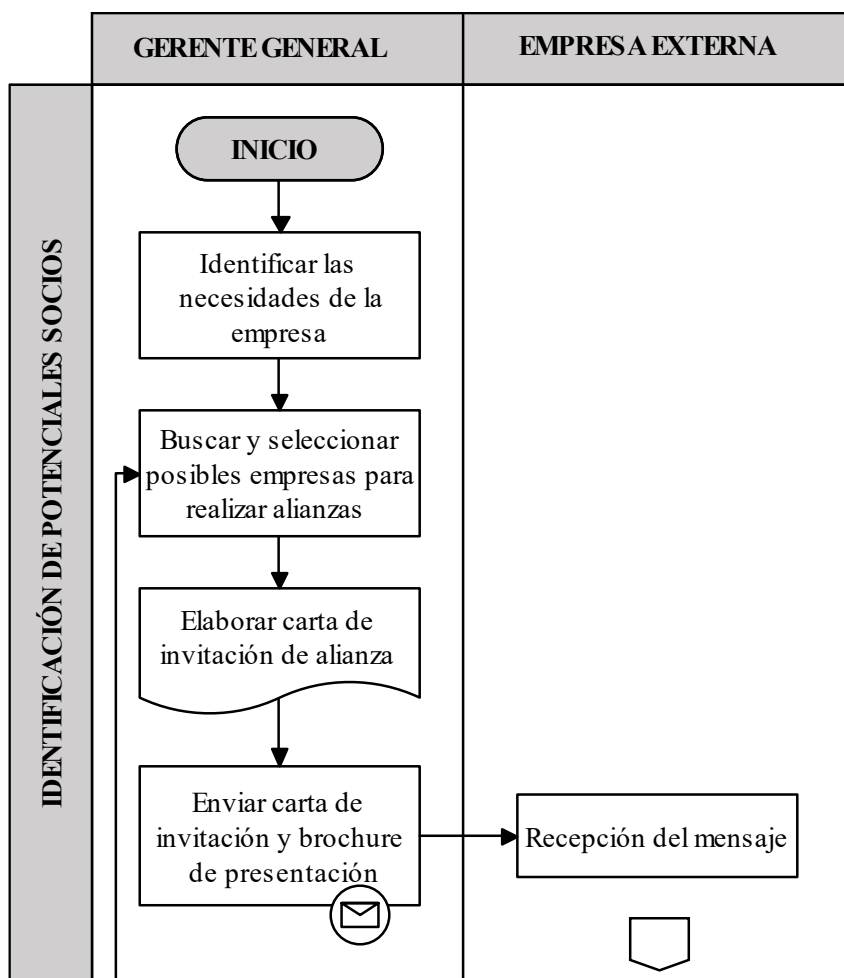 GERENTE GENERAL
EMPRESA EXTERNA
IDENTIFICACIÓN DE POTENCIALES SOCIOS
INICIO
Identificar las
necesidades de la
empresa
Buscar y seleccionar
posibles empresas para
realizar alianzas
Elaborar carta de
invitación de alianza
Enviar carta de
invitación y brochure
de presentación
Recepción del mensaje